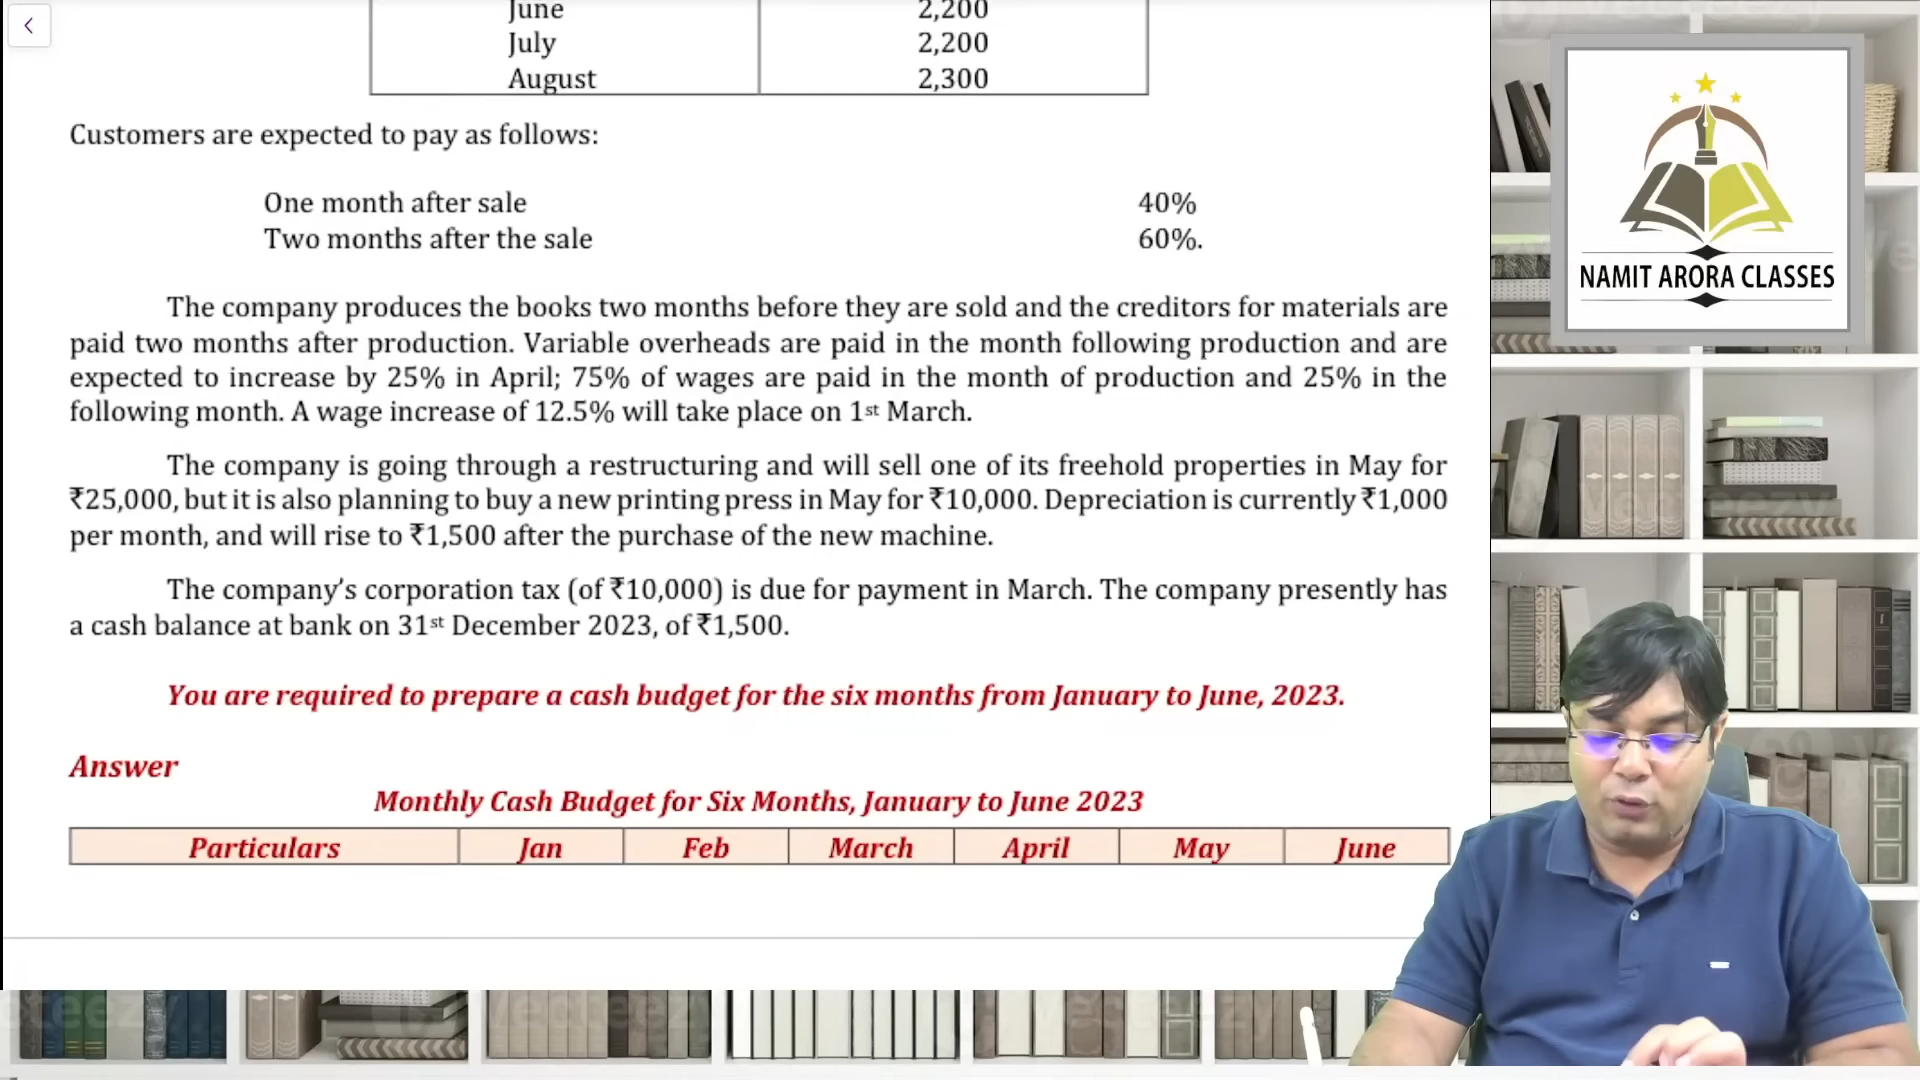 June 2,200
July 2,200
August 2,300
Customers are expected to pay as follows:
One month after sale 40%
Two months after the sale 60%.
The company produces the books two months before they are sold and the creditors for materials are
paid two months after production. Variable overheads are paid in the month following production and are
expected to increase by 25% in April; 75% of wages are paid in the month of production and 25% in the
following month. A wage increase of 12.5% will take place on 1st March.
The company is going through a restructuring and will sell one of its freehold properties in May for
₹25,000, but it is also planning to buy a new printing press in May for ₹10,000. Depreciation is currently ₹1,000
per month, and will rise to ₹1,500 after the purchase of the new machine.
The company's corporation tax (of ₹10,000) is due for payment in March. The company presently has
a cash balance at bank on 31st December 2023, of ₹1,500.
You are required to prepare a cash budget for the six months from January to June, 2023.
Answer
Monthly Cash Budget for Six Months, January to June 2023
Particulars Jan Feb March April May June
NAMIT ARORA CLASSES